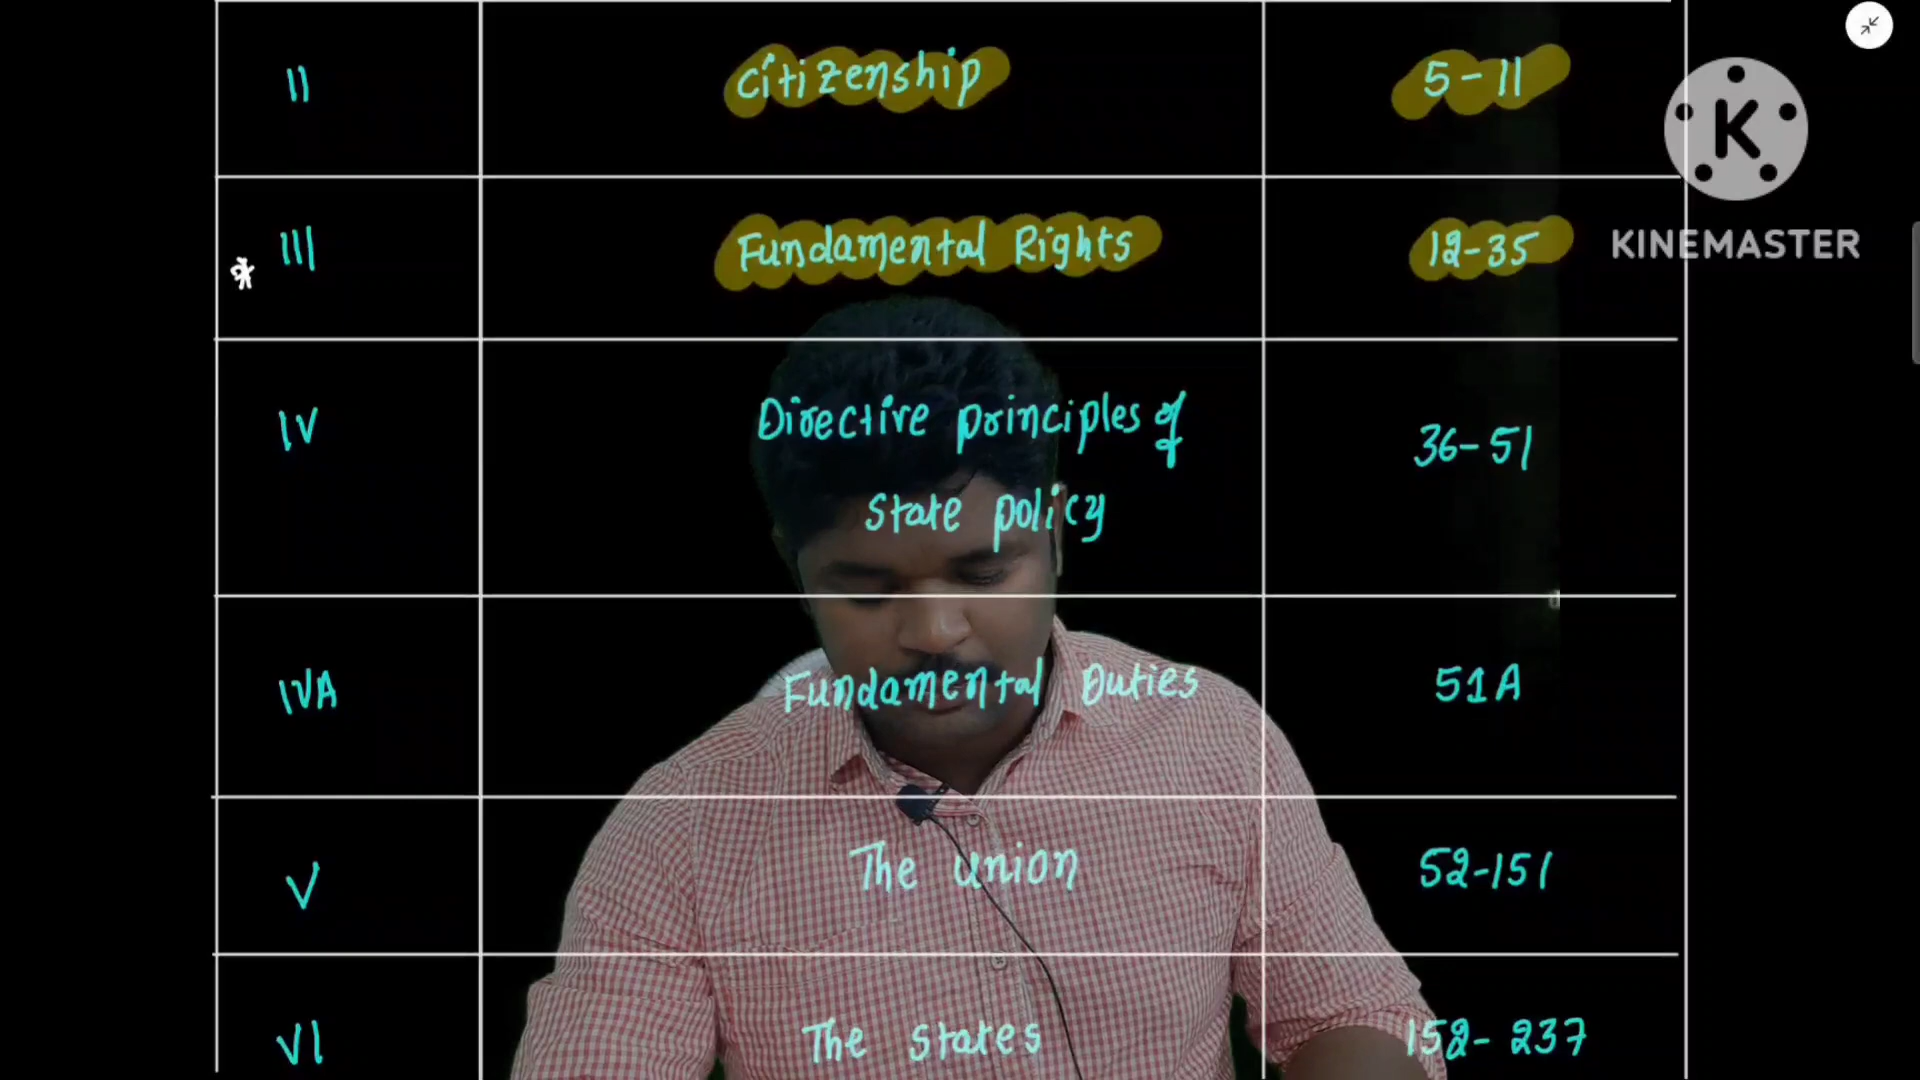 II Citizenship 5-11
K
* III Fundamental Rights 12-35
KINEMASTER
IV Directive principles of 36-51
State policy
IVA Fundamental Duties 51A
V The union 52-151
VI The states 152-237